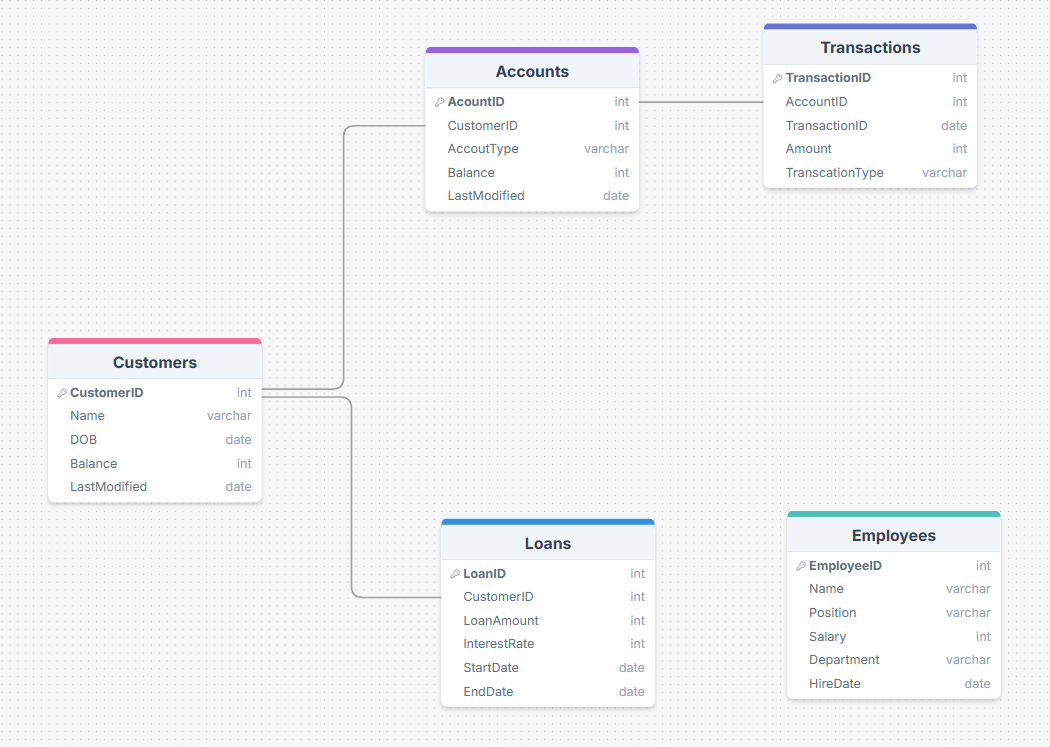 Accounts
AcountID int
CustomerID int
AccoutType varchar
Balance int
LastModified date
Transactions
TransactionID int
AccountID int
TransactionID date
Amount int
TranscationType varchar
Customers
CustomerID int
Name varchar
DOB date
Balance int
LastModified date
Loans
LoanID int
CustomerID int
LoanAmount int
InterestRate int
StartDate date
EndDate date
Employees
EmployeeID int
Name varchar
Position varchar
Salary int
Department varchar
HireDate date